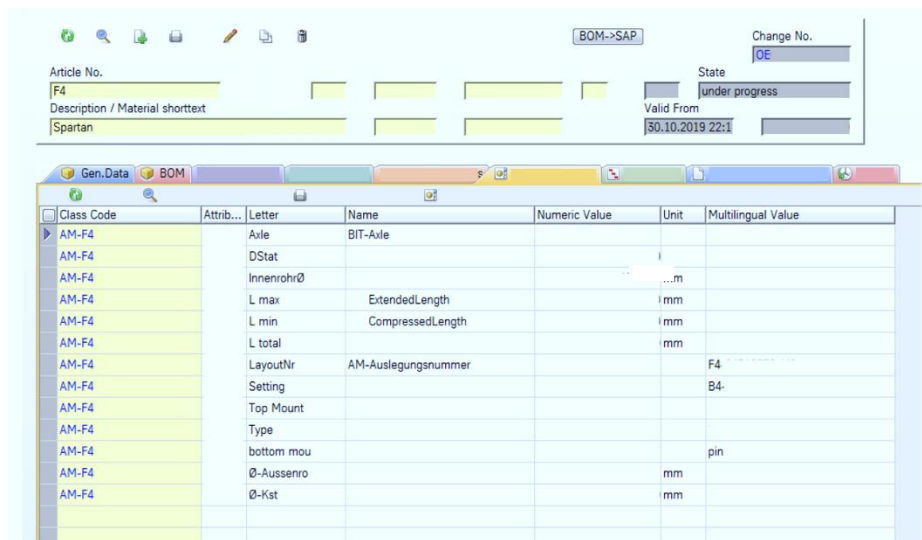 BOM->SAP
Change No.
OE
Article No.
State
F4
under progress
Description / Material shorttext
Valid From
Spartan
30.10.2019 22:1
Gen.Data BOM s
Class Code Attrib... Letter Name Numeric Value Unit Multilingual Value
AM-F4 Axle BIT-Axle
AM-F4 DStat
AM-F4 InnenrohrØ mm
AM-F4 L max ExtendedLength mm
AM-F4 L min CompressedLength mm
AM-F4 L total mm
AM-F4 LayoutNr AM-Auslegungsnummer F4
AM-F4 Setting B4-
AM-F4 Top Mount
AM-F4 Type
AM-F4 bottom mou pin
AM-F4 Ø-Aussenro mm
AM-F4 Ø-Kst mm